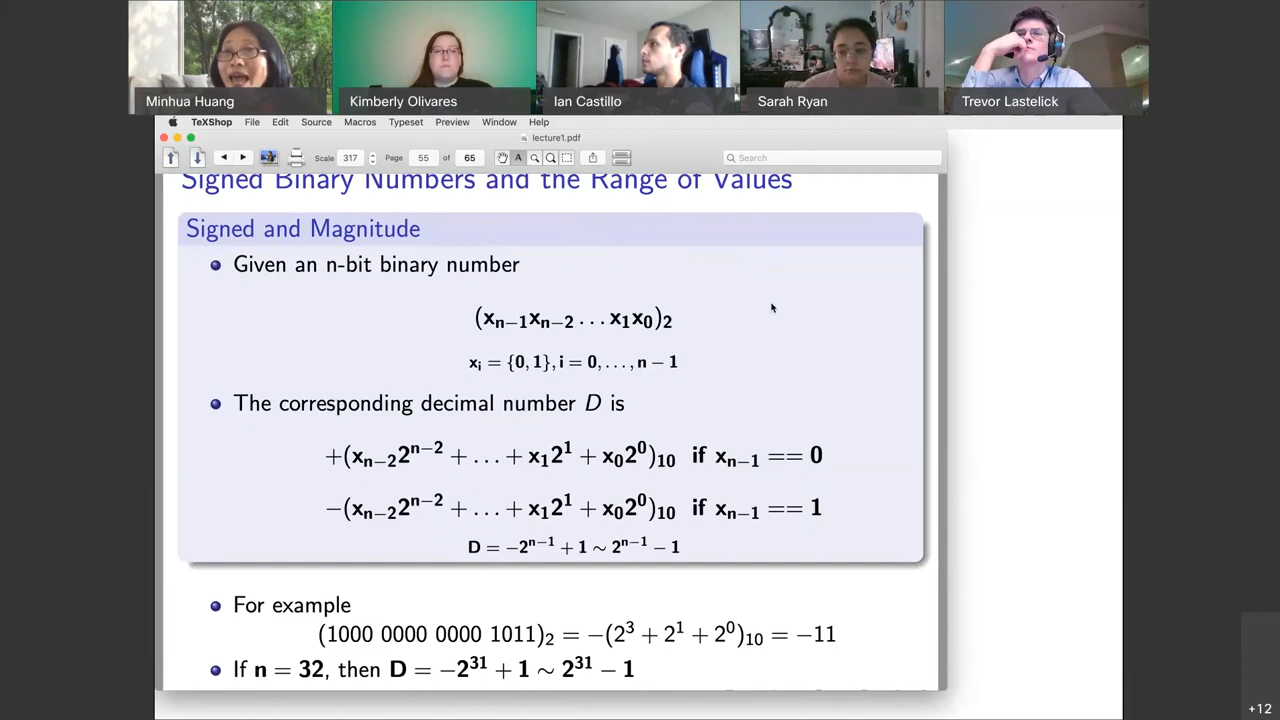 Minhua Huang
Kimberly Olivares
Ian Castillo
Sarah Ryan
Trevor Lastelick
TeXShop File Edit Source Macros Typeset Preview Window Help
lecture1.pdf
Scale 317 Page 55 of 65 A Search
Signed Binary Numbers and the Range of Values
Signed and Magnitude
Given an n-bit binary number
(xₙ₋₁xₙ₋₂ . . . x₁x₀)₂
xᵢ = {0, 1}, i = 0, . . . , n − 1
The corresponding decimal number D is
+(xₙ₋₂2ⁿ⁻² + . . . + x₁2¹ + x₀2⁰)₁₀ if xₙ₋₁ == 0
−(xₙ₋₂2ⁿ⁻² + . . . + x₁2¹ + x₀2⁰)₁₀ if xₙ₋₁ == 1
D = −2ⁿ⁻¹ + 1 ∼ 2ⁿ⁻¹ − 1
For example
(1000 0000 0000 1011)₂ = −(2³ + 2¹ + 2⁰)₁₀ = −11
If n = 32, then D = −2³¹ + 1 ∼ 2³¹ − 1
+12